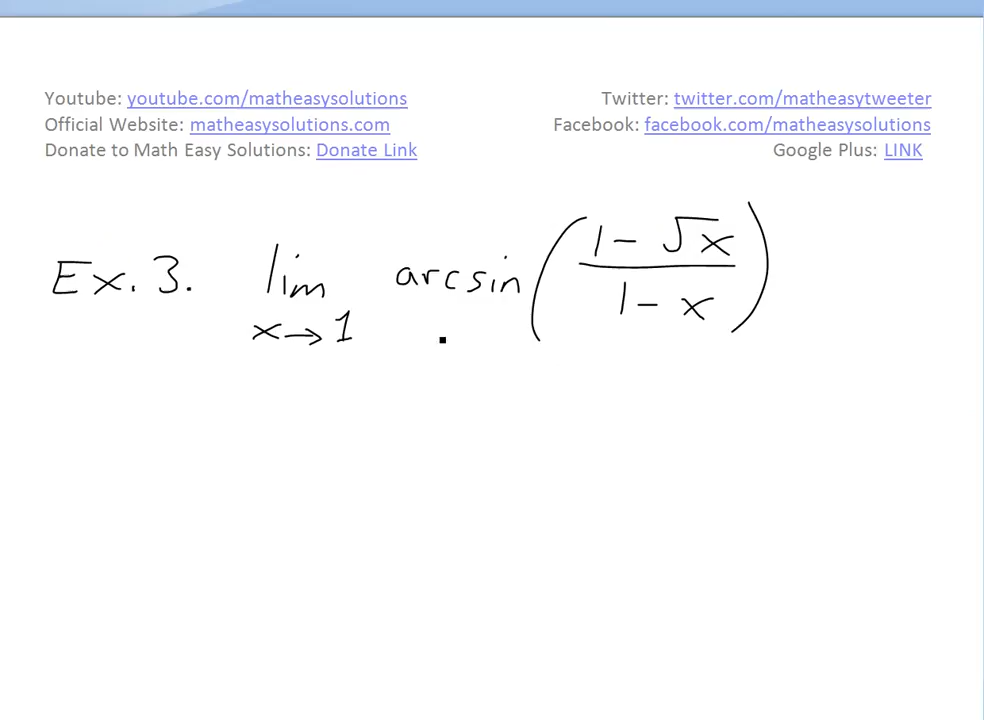 Youtube: youtube.com/matheasysolutions
Official Website: matheasysolutions.com
Donate to Math Easy Solutions: Donate Link
Twitter: twitter.com/matheasytweeter
Facebook: facebook.com/matheasysolutions
Google Plus: LINK
Ex. 3. lim x→1 arcsin((1 - √x)/(1 - x))